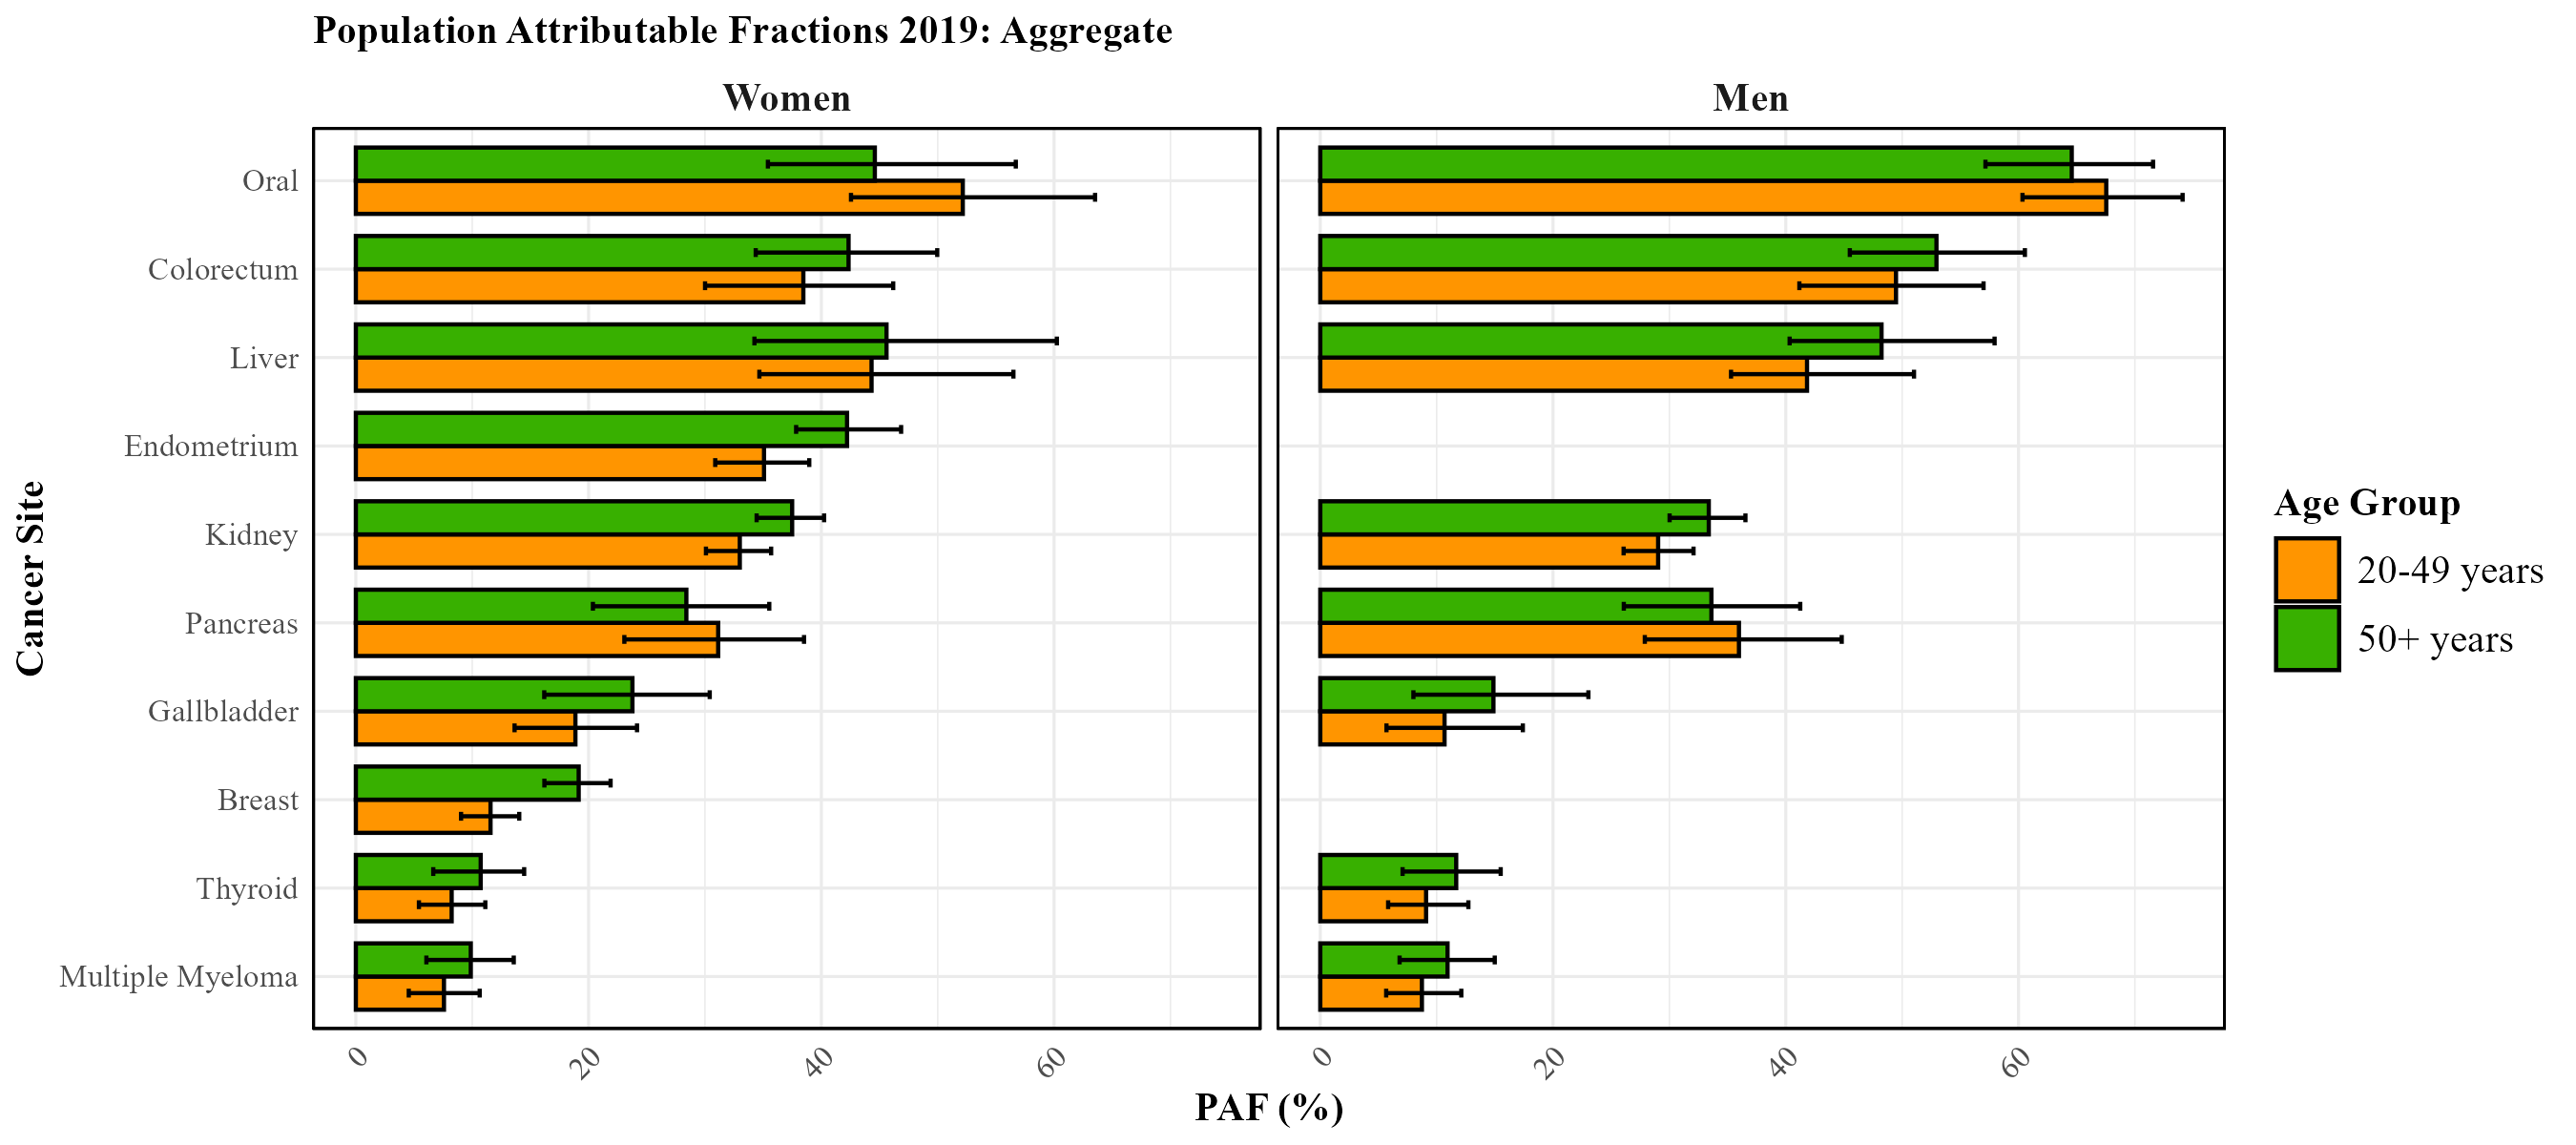 Population Attributable Fractions 2019: Aggregate
Women
Men
Cancer Site
Oral
Colorectum
Liver
Endometrium
Kidney
Pancreas
Gallbladder
Breast
Thyroid
Multiple Myeloma
0 20 40 60
0 20 40 60
PAF (%)
Age Group
20-49 years
50+ years